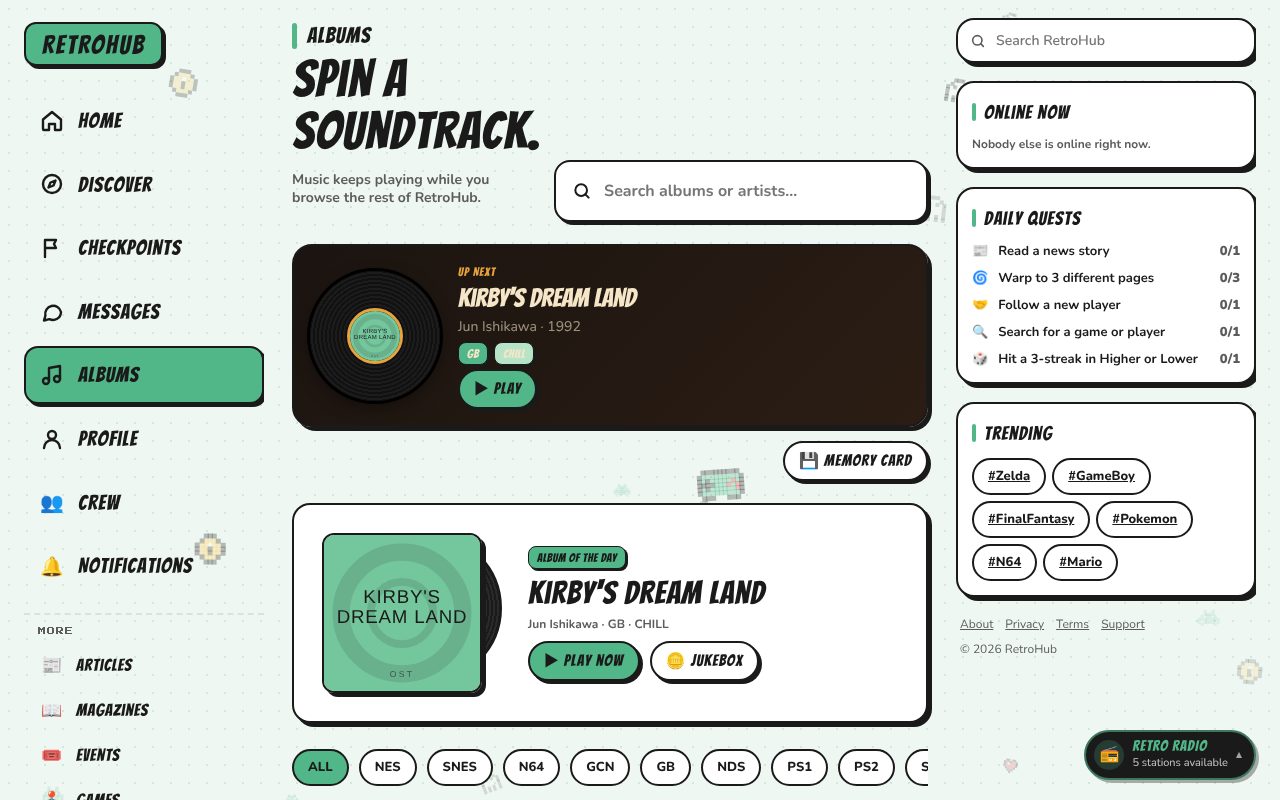 RETROHUB
HOME
DISCOVER
CHECKPOINTS
MESSAGES
ALBUMS
PROFILE
CREW
NOTIFICATIONS
MORE
ARTICLES
MAGAZINES
EVENTS
GAMES
ALBUMS
SPIN A
SOUNDTRACK.
Music keeps playing while you
browse the rest of RetroHub.
Search albums or artists...
KIRBY'S
DREAM LAND
UP NEXT
KIRBY'S DREAM LAND
Jun Ishikawa · 1992
GB CHILL
PLAY
MEMORY CARD
KIRBY'S
DREAM LAND
OST
ALBUM OF THE DAY
KIRBY'S DREAM LAND
Jun Ishikawa · GB · CHILL
PLAY NOW JUKEBOX
ALL NES SNES N64 GCN GB NDS PS1 PS2
Search RetroHub
ONLINE NOW
Nobody else is online right now.
DAILY QUESTS
Read a news story 0/1
Warp to 3 different pages 0/3
Follow a new player 0/1
Search for a game or player 0/1
Hit a 3-streak in Higher or Lower 0/1
TRENDING
#Zelda #GameBoy
#FinalFantasy #Pokemon
#N64 #Mario
About Privacy Terms Support
© 2026 RetroHub
RETRO RADIO
5 stations available